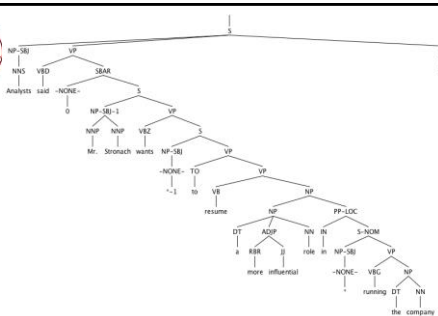 S
NP-SBJ VP
NNS VBD SBAR
Analysts said -NONE- S
0 NP-SBJ-1 VP
NNP NNP VBZ S
Mr. Stronach wants NP-SBJ VP
-NONE- TO VP
*-1 to VB NP
resume NP PP-LOC
DT ADJP NN IN S-NOM
a RBR JJ role in NP-SBJ VP
more influential -NONE- VBG NP
* running DT NN
the company